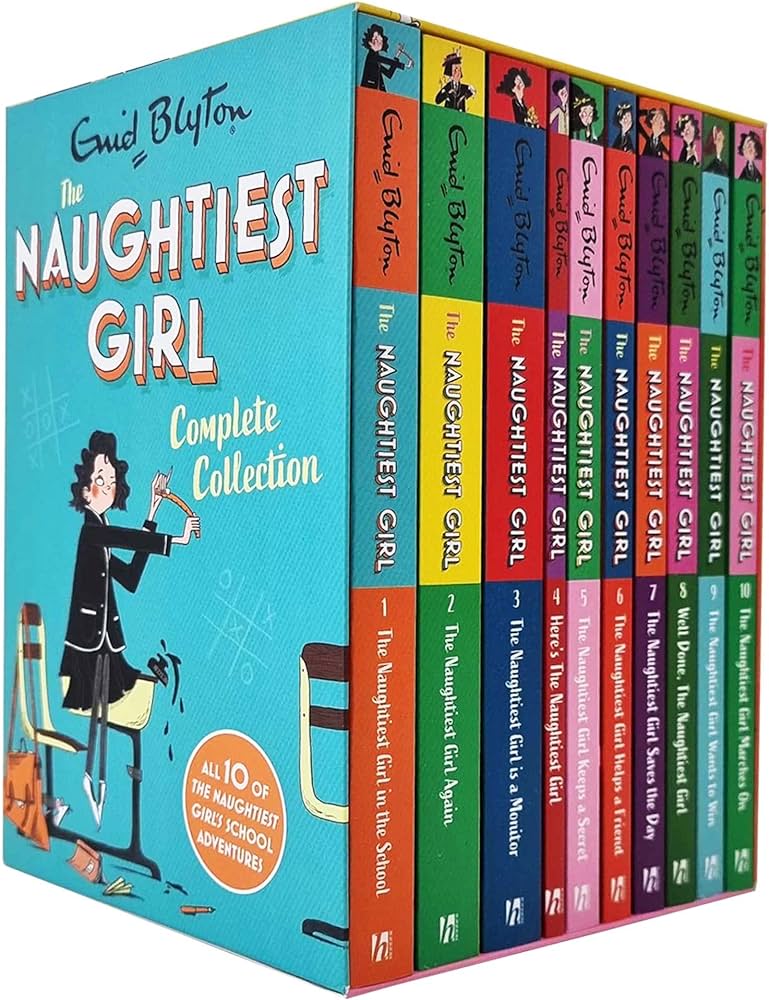 Enid Blyton
The
NAUGHTIEST
GIRL
Complete
Collection
X
O O X
X
O X
O
X
ALL 10 OF
THE NAUGHTIEST
GIRL'S SCHOOL
ADVENTURES
Enid Blyton The NAUGHTIEST GIRL 1 The Naughtiest Girl in the School h
Enid Blyton The NAUGHTIEST GIRL 2 The Naughtiest Girl Again h
Enid Blyton The NAUGHTIEST GIRL 3 The Naughtiest Girl is a Monitor h
Enid Blyton The NAUGHTIEST GIRL 4 Here's The Naughtiest Girl h
Enid Blyton The NAUGHTIEST GIRL 5 The Naughtiest Girl Keeps a Secret h
Enid Blyton The NAUGHTIEST GIRL 6 The Naughtiest Girl Helps a Friend h
Enid Blyton The NAUGHTIEST GIRL 7 The Naughtiest Girl Saves the Day h
Enid Blyton The NAUGHTIEST GIRL 8 Well Done, The Naughtiest Girl h
Enid Blyton The NAUGHTIEST GIRL 9 The Naughtiest Girl Wants to Win h
Enid Blyton The NAUGHTIEST GIRL 10 The Naughtiest Girl Marches On h